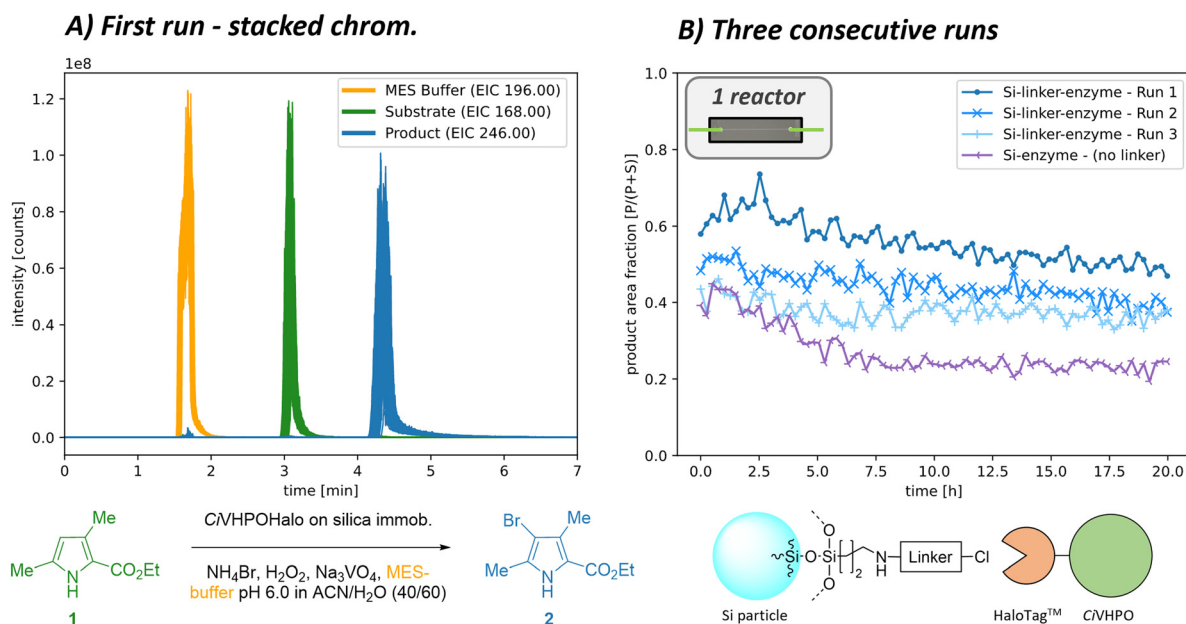 A) First run - stacked chrom.
1e8
MES Buffer (EIC 196.00)
Substrate (EIC 168.00)
Product (EIC 246.00)
1.2
1.0
0.8
0.6
0.4
0.2
0.0
intensity [counts]
0 1 2 3 4 5 6 7
time [min]
Me
Me
N
H
CO₂Et
1
CiVHPOHalo on silica immob.
NH₄Br, H₂O₂, Na₃VO₄, MES-
buffer pH 6.0 in ACN/H₂O (40/60)
Br
Me
Me
N
H
CO₂Et
2
B) Three consecutive runs
1 reactor
Si-linker-enzyme - Run 1
Si-linker-enzyme - Run 2
Si-linker-enzyme - Run 3
Si-enzyme - (no linker)
1.0
0.8
0.6
0.4
0.2
0.0
product area fraction [P/(P+S)]
0.0 2.5 5.0 7.5 10.0 12.5 15.0 17.5 20.0
time [h]
O
Si-O-Si
O
2
N
H
Linker
Cl
Si particle
HaloTag™
CiVHPO